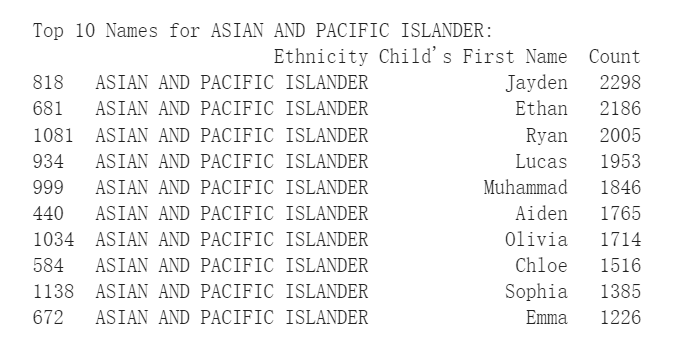 Top 10 Names for ASIAN AND PACIFIC ISLANDER:
Ethnicity Child's First Name Count
818 ASIAN AND PACIFIC ISLANDER Jayden 2298
681 ASIAN AND PACIFIC ISLANDER Ethan 2186
1081 ASIAN AND PACIFIC ISLANDER Ryan 2005
934 ASIAN AND PACIFIC ISLANDER Lucas 1953
999 ASIAN AND PACIFIC ISLANDER Muhammad 1846
440 ASIAN AND PACIFIC ISLANDER Aiden 1765
1034 ASIAN AND PACIFIC ISLANDER Olivia 1714
584 ASIAN AND PACIFIC ISLANDER Chloe 1516
1138 ASIAN AND PACIFIC ISLANDER Sophia 1385
672 ASIAN AND PACIFIC ISLANDER Emma 1226